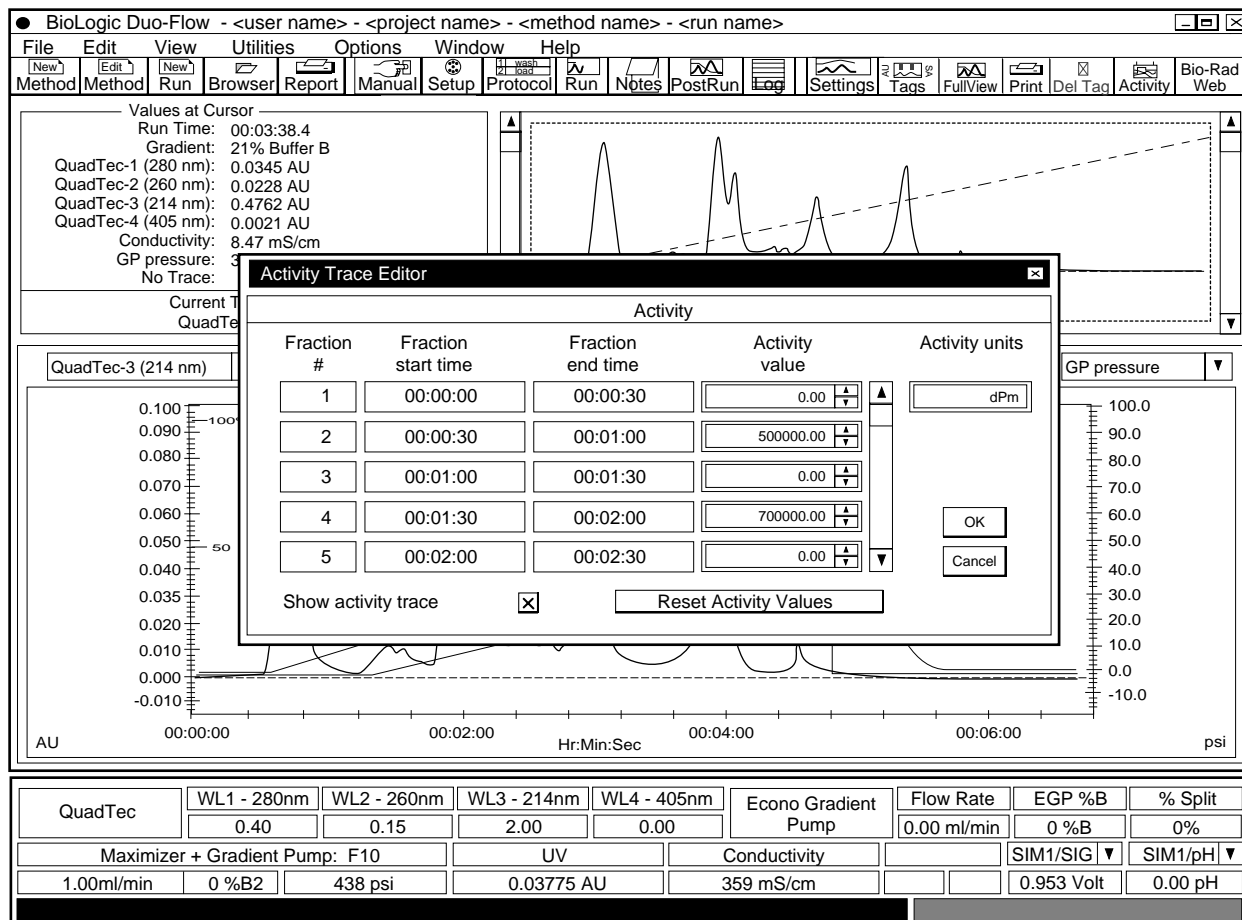 BioLogic Duo-Flow - <user name> - <project name> - <method name> - <run name>
File Edit View Utilities Options Window Help
New Edit New 1 wash AU SA
2 load
Method Method Run Browser Report Manual Setup Protocol Run Notes PostRun Log Settings Tags FullView Print Del Tag Activity Bio-Rad Web
Values at Cursor
Run Time: 00:03:38.4
Gradient: 21% Buffer B
QuadTec-1 (280 nm): 0.0345 AU
QuadTec-2 (260 nm): 0.0228 AU
QuadTec-3 (214 nm): 0.4762 AU
QuadTec-4 (405 nm): 0.0021 AU
Conductivity: 8.47 mS/cm
GP pressure: 3
No Trace:
Current T
QuadTe
Activity Trace Editor
Activity
Fraction # Fraction start time Fraction end time Activity value Activity units
1 00:00:00 00:00:30 0.00 dPm
2 00:00:30 00:01:00 500000.00
3 00:01:00 00:01:30 0.00
4 00:01:30 00:02:00 700000.00
5 00:02:00 00:02:30 0.00
OK
Cancel
Show activity trace Reset Activity Values
QuadTec-3 (214 nm) GP pressure
0.100 100.0
100%
0.090 90.0
0.080 80.0
0.070 70.0
0.060 60.0
0.050 50 50.0
0.040 40.0
0.035 30.0
0.020 20.0
0.010 10.0
0.000 0.0
-0.010 -10.0
00:00:00 00:02:00 00:04:00 00:06:00
AU Hr:Min:Sec psi
QuadTec WL1 - 280nm WL2 - 260nm WL3 - 214nm WL4 - 405nm Econo Gradient Pump Flow Rate EGP %B % Split
0.40 0.15 2.00 0.00 0.00 ml/min 0 %B 0%
Maximizer + Gradient Pump: F10 UV Conductivity SIM1/SIG SIM1/pH
1.00ml/min 0 %B2 438 psi 0.03775 AU 359 mS/cm 0.953 Volt 0.00 pH